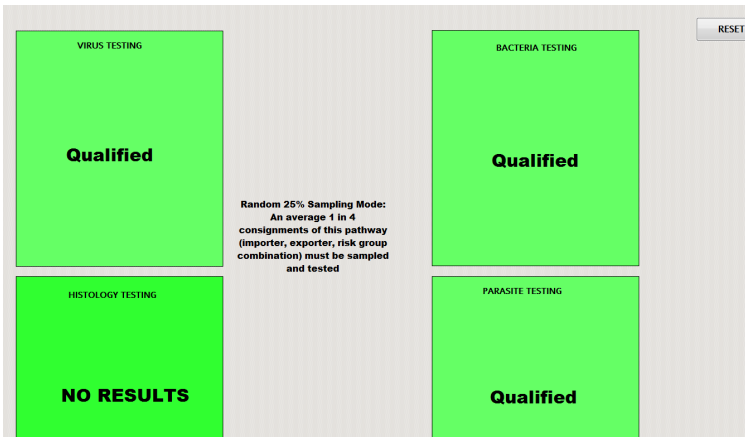 RESET
VIRUS TESTING
BACTERIA TESTING
Qualified
Qualified
Random 25% Sampling Mode:
An average 1 in 4
consignments of this pathway
(importer, exporter, risk group
combination) must be sampled
and tested
HISTOLOGY TESTING
PARASITE TESTING
NO RESULTS
Qualified